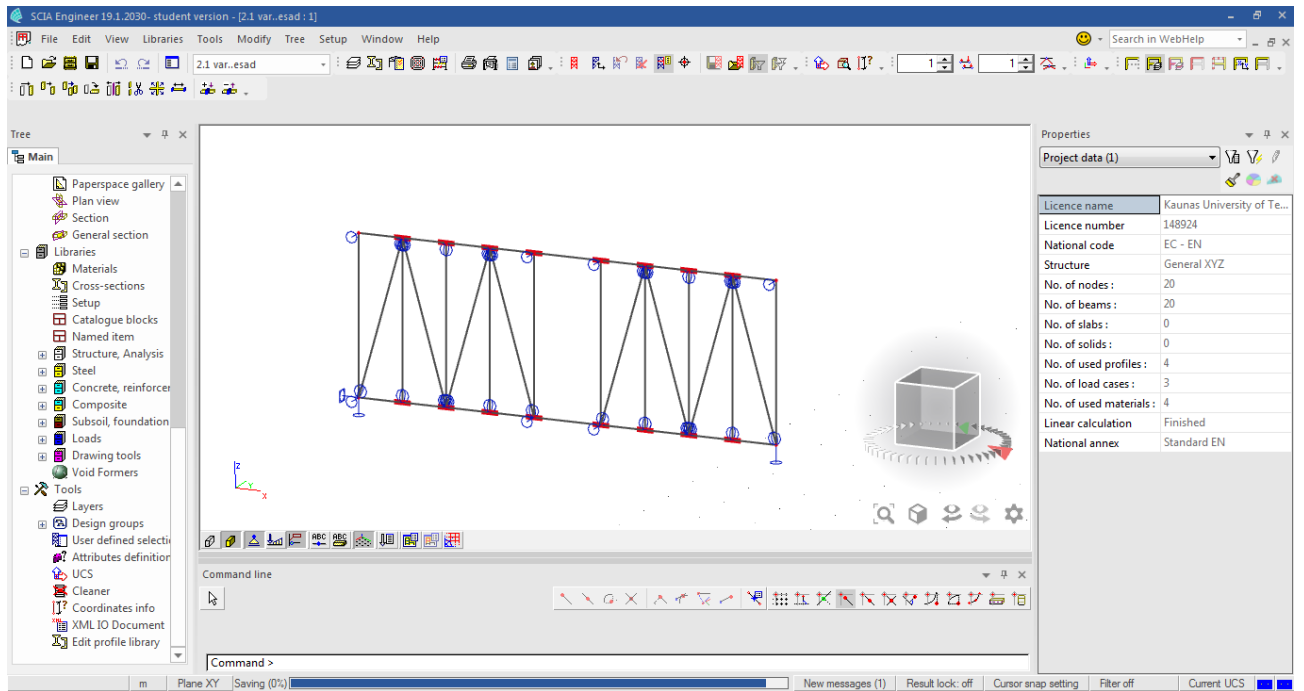 SCIA Engineer 19.1.2030- student version - [2.1 var..esad : 1]
File Edit View Libraries Tools Modify Tree Setup Window Help
Search in WebHelp
2.1 var..esad
1
1
Tree
Main
Paperspace gallery
Plan view
Section
General section
Libraries
Materials
Cross-sections
Setup
Catalogue blocks
Named item
Structure, Analysis
Steel
Concrete, reinforcer
Composite
Subsoil, foundation
Loads
Drawing tools
Void Formers
Tools
Layers
Design groups
User defined selecti
Attributes definition
UCS
Cleaner
Coordinates info
XML IO Document
Edit profile library
z
y
x
ABC ABC
Command line
Command >
Properties
Project data (1)
Licence name Kaunas University of Te...
Licence number 148924
National code EC - EN
Structure General XYZ
No. of nodes : 20
No. of beams : 20
No. of slabs : 0
No. of solids : 0
No. of used profiles : 4
No. of load cases : 3
No. of used materials : 4
Linear calculation Finished
National annex Standard EN
m Plane XY Saving (0%) New messages (1) Result lock: off Cursor snap setting Filter off Current UCS